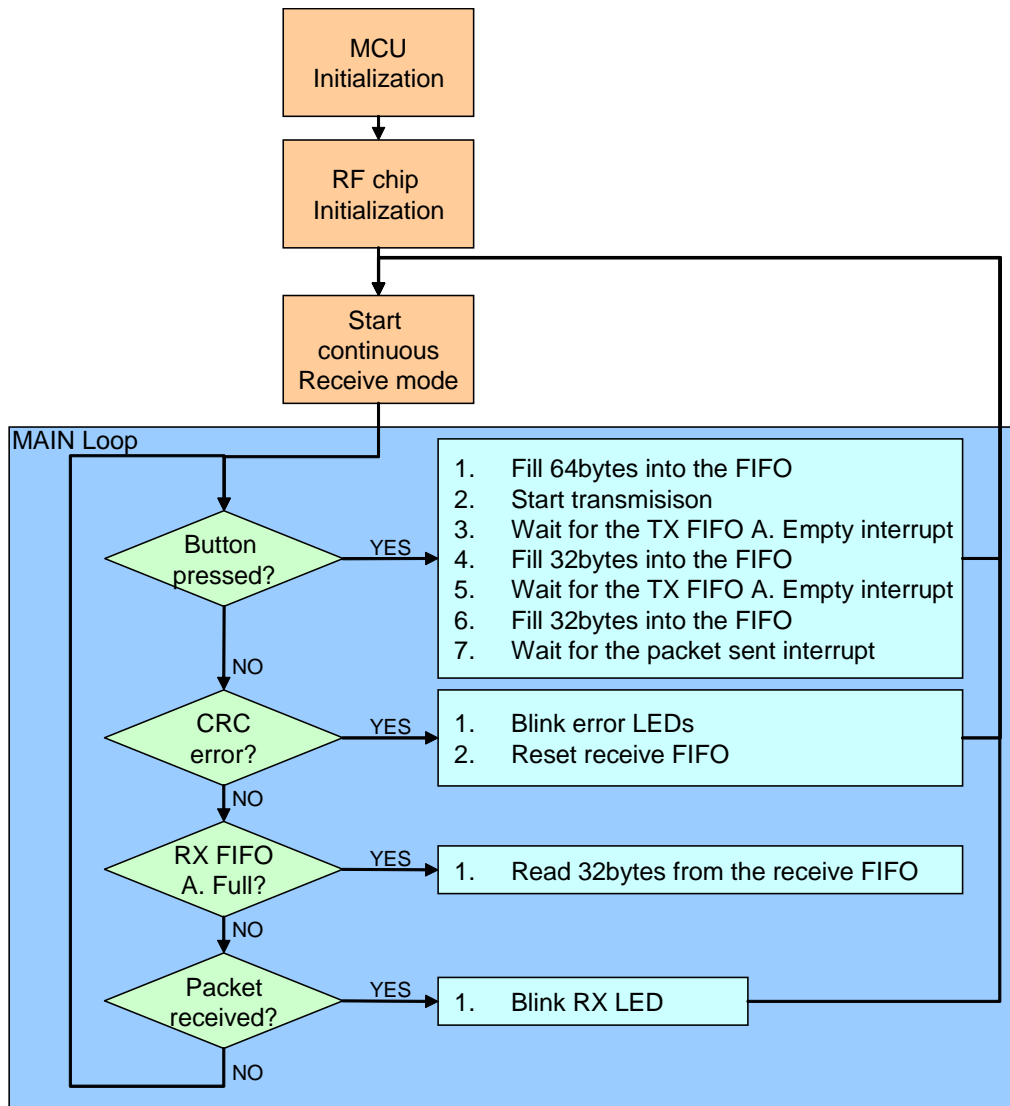 MCU
Initialization
RF chip
Initialization
Start
continuous
Receive mode
MAIN Loop
Button
pressed?
YES
1. Fill 64bytes into the FIFO
2. Start transmisison
3. Wait for the TX FIFO A. Empty interrupt
4. Fill 32bytes into the FIFO
5. Wait for the TX FIFO A. Empty interrupt
6. Fill 32bytes into the FIFO
7. Wait for the packet sent interrupt
NO
CRC
error?
YES
1. Blink error LEDs
2. Reset receive FIFO
NO
RX FIFO
A. Full?
YES
1. Read 32bytes from the receive FIFO
NO
Packet
received?
YES
1. Blink RX LED
NO